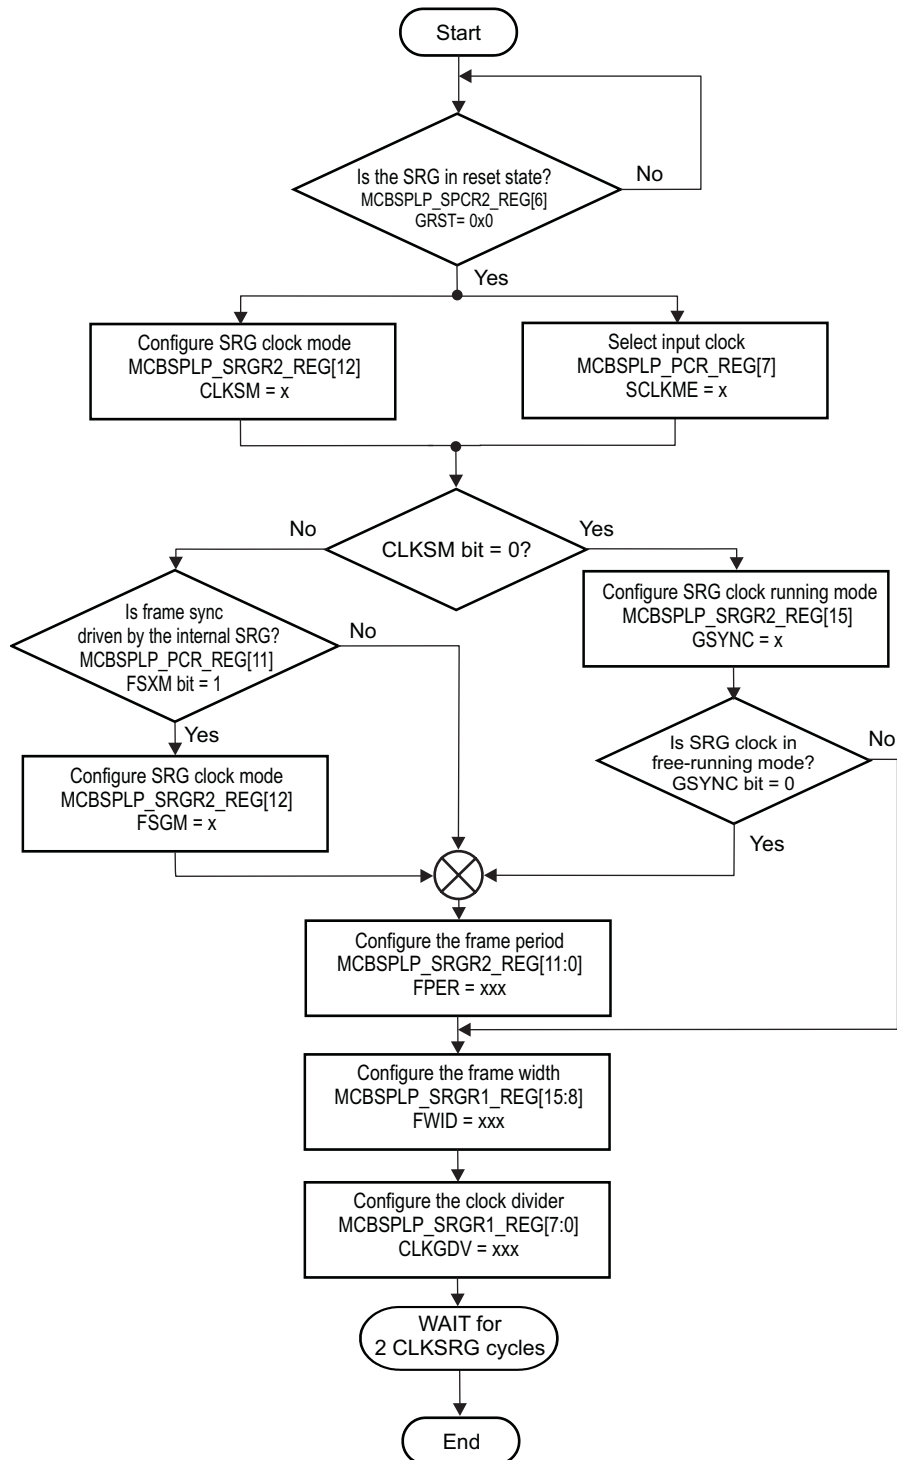 Start
Is the SRG in reset state?
MCBSPLP_SPCR2_REG[6]
GRST= 0x0
No
Yes
Configure SRG clock mode
MCBSPLP_SRGR2_REG[12]
CLKSM = x
Select input clock
MCBSPLP_PCR_REG[7]
SCLKME = x
CLKSM bit = 0?
No
Yes
Is frame sync
driven by the internal SRG?
MCBSPLP_PCR_REG[11]
FSXM bit = 1
No
Yes
Configure SRG clock running mode
MCBSPLP_SRGR2_REG[15]
GSYNC = x
Is SRG clock in
free-running mode?
GSYNC bit = 0
No
Yes
Configure SRG clock mode
MCBSPLP_SRGR2_REG[12]
FSGM = x
Configure the frame period
MCBSPLP_SRGR2_REG[11:0]
FPER = xxx
Configure the frame width
MCBSPLP_SRGR1_REG[15:8]
FWID = xxx
Configure the clock divider
MCBSPLP_SRGR1_REG[7:0]
CLKGDV = xxx
WAIT for
2 CLKSRG cycles
End